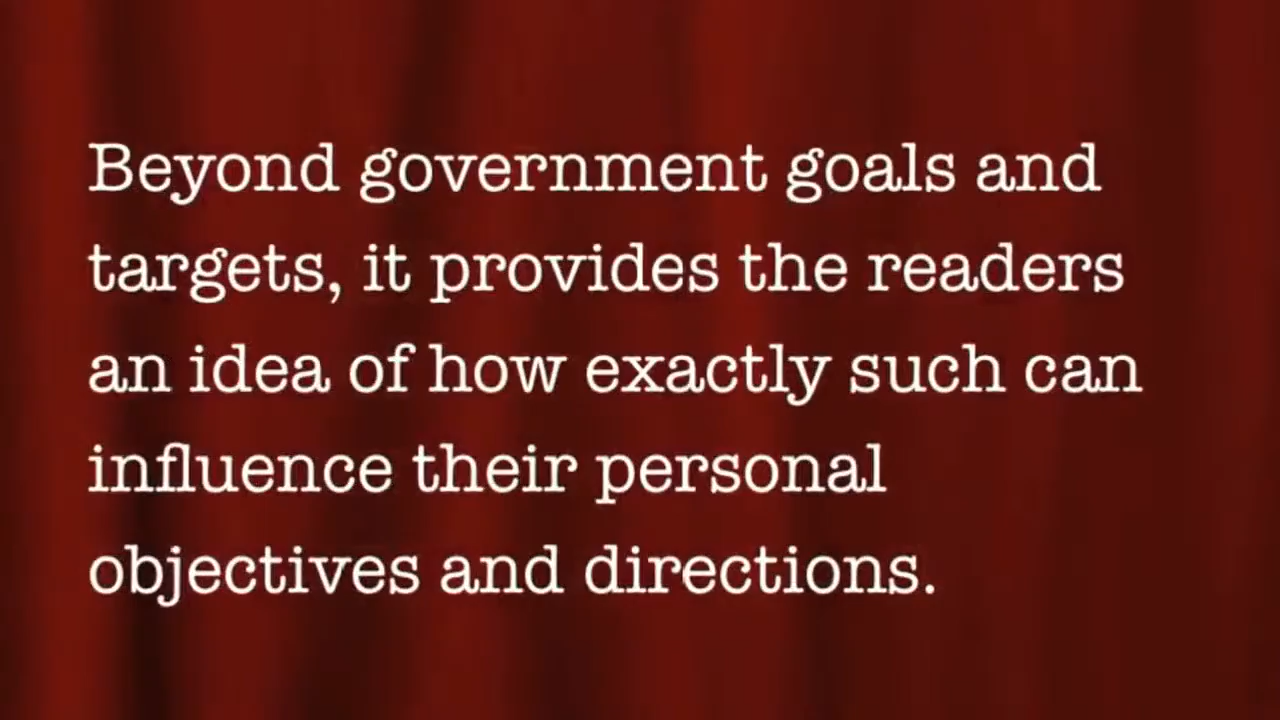 Beyond government goals and
targets, it provides the readers
an idea of how exactly such can
influence their personal
objectives and directions.